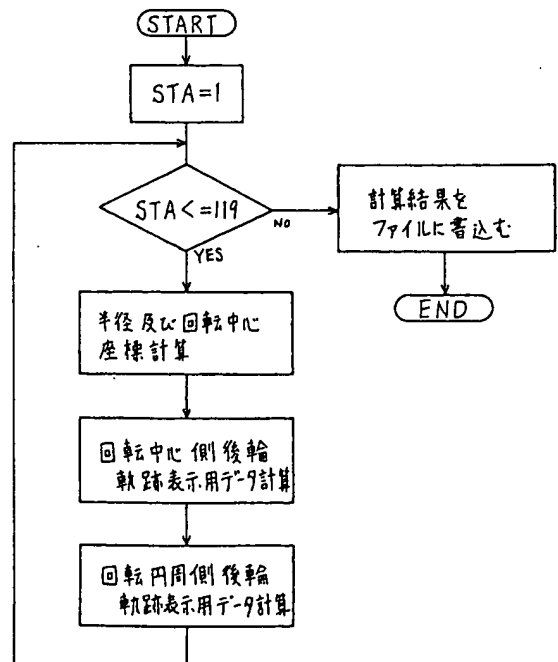 START
STA=1
STA<=119
NO
YES
計算結果を
ファイルに書込む
END
半径及び回転中心
座標計算
回転中心側後輪
軌跡表示用データ計算
回転円周側後輪
軌跡表示用データ計算